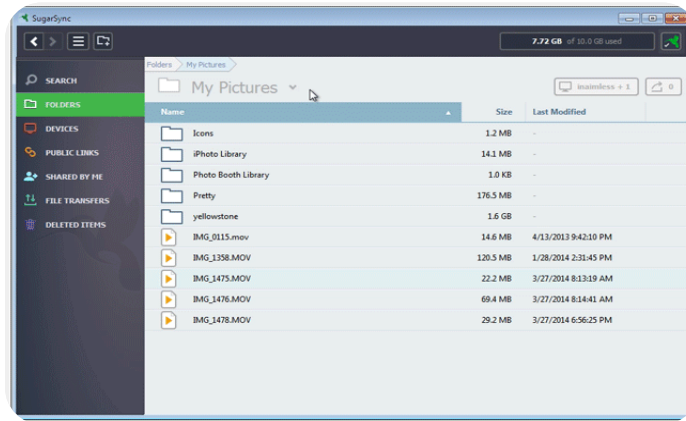 SugarSync
7.72 GB of 10.0 GB used
Folders My Pictures
SEARCH
My Pictures
+ 1 0
FOLDERS
Name Size Last Modified
DEVICES
Icons 1.2 MB -
PUBLIC LINKS
iPhoto Library 14.1 MB -
SHARED BY ME
Photo Booth Library 1.0 KB -
FILE TRANSFERS
Pretty 176.5 MB -
DELETED ITEMS
yellowstone 1.6 GB -
IMG_0115.mov 14.6 MB 4/13/2013 9:42:10 PM
IMG_1358.MOV 120.5 MB 1/28/2014 2:31:45 PM
IMG_1475.MOV 22.2 MB 3/27/2014 8:13:19 AM
IMG_1476.MOV 69.4 MB 3/27/2014 8:14:41 AM
IMG_1478.MOV 29.2 MB 3/27/2014 6:56:25 PM